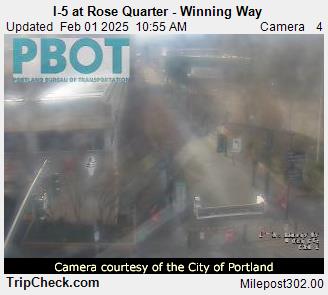 I-5 at Rose Quarter - Winning Way
Updated Feb 01 2025 10:55 AM Camera 4
PBOT
PORTLAND BUREAU OF TRANSPORTATION
Camera courtesy of the City of Portland
TripCheck.com Milepost302.00